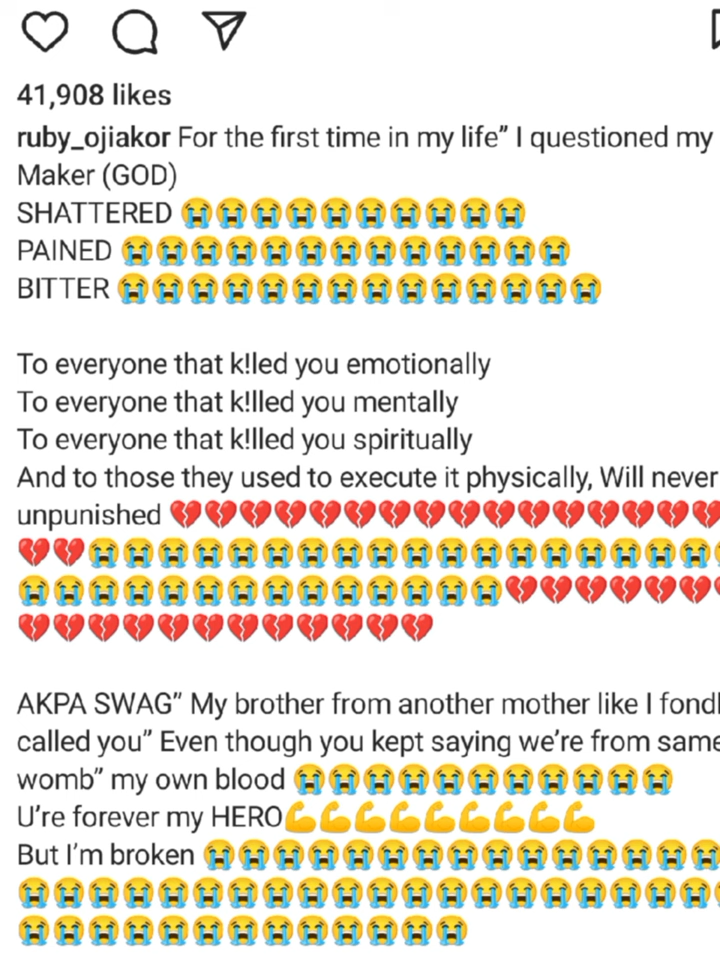 41,908 likes
ruby_ojiakor For the first time in my life” I questioned my
Maker (GOD)
SHATTERED 😭😭😭😭😭😭😭😭😭😭
PAINED 😭😭😭😭😭😭😭😭😭😭😭😭😭
BITTER 😭😭😭😭😭😭😭😭😭😭😭😭😭😭
To everyone that k!led you emotionally
To everyone that k!lled you mentally
To everyone that k!lled you spiritually
And to those they used to execute it physically, Will never
unpunished 💔💔💔💔💔💔💔💔💔💔💔💔💔💔💔💔
💔💔😭😭😭😭😭😭😭😭😭😭😭😭😭😭😭😭😭😭😭
😭😭😭😭😭😭😭😭😭😭😭😭😭😭💔💔💔💔💔💔💔
💔💔💔💔💔💔💔💔💔💔💔💔
AKPA SWAG” My brother from another mother like I fondl
called you” Even though you kept saying we’re from same
womb” my own blood 😭😭😭😭😭😭😭😭😭😭😭
U’re forever my HERO💪💪💪💪💪💪💪💪💪
But I’m broken 😭😭😭😭😭😭😭😭😭😭😭😭😭😭😭
😭😭😭😭😭😭😭😭😭😭😭😭😭😭😭😭😭😭😭😭😭
😭😭😭😭😭😭😭😭😭😭😭😭😭